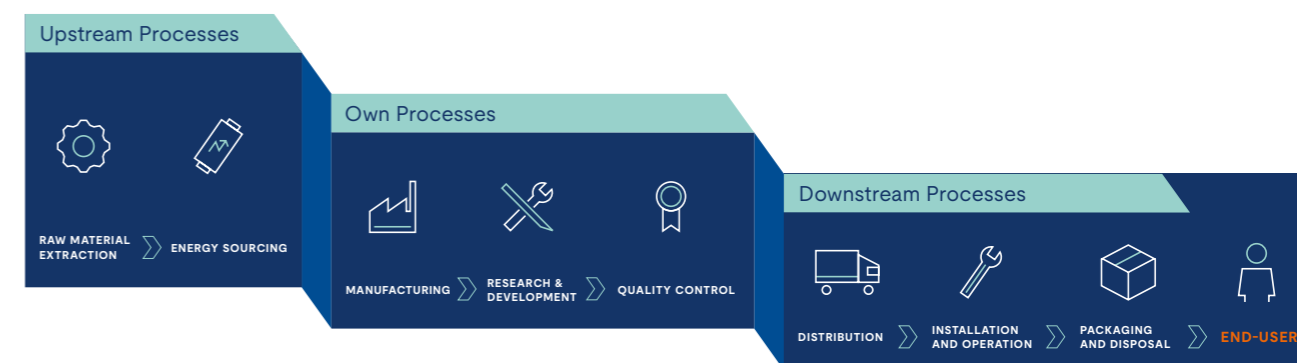 Upstream Processes
RAW MATERIAL
EXTRACTION
ENERGY SOURCING
Own Processes
MANUFACTURING
RESEARCH &
DEVELOPMENT
QUALITY CONTROL
Downstream Processes
DISTRIBUTION
INSTALLATION
AND OPERATION
PACKAGING
AND DISPOSAL
END-USER